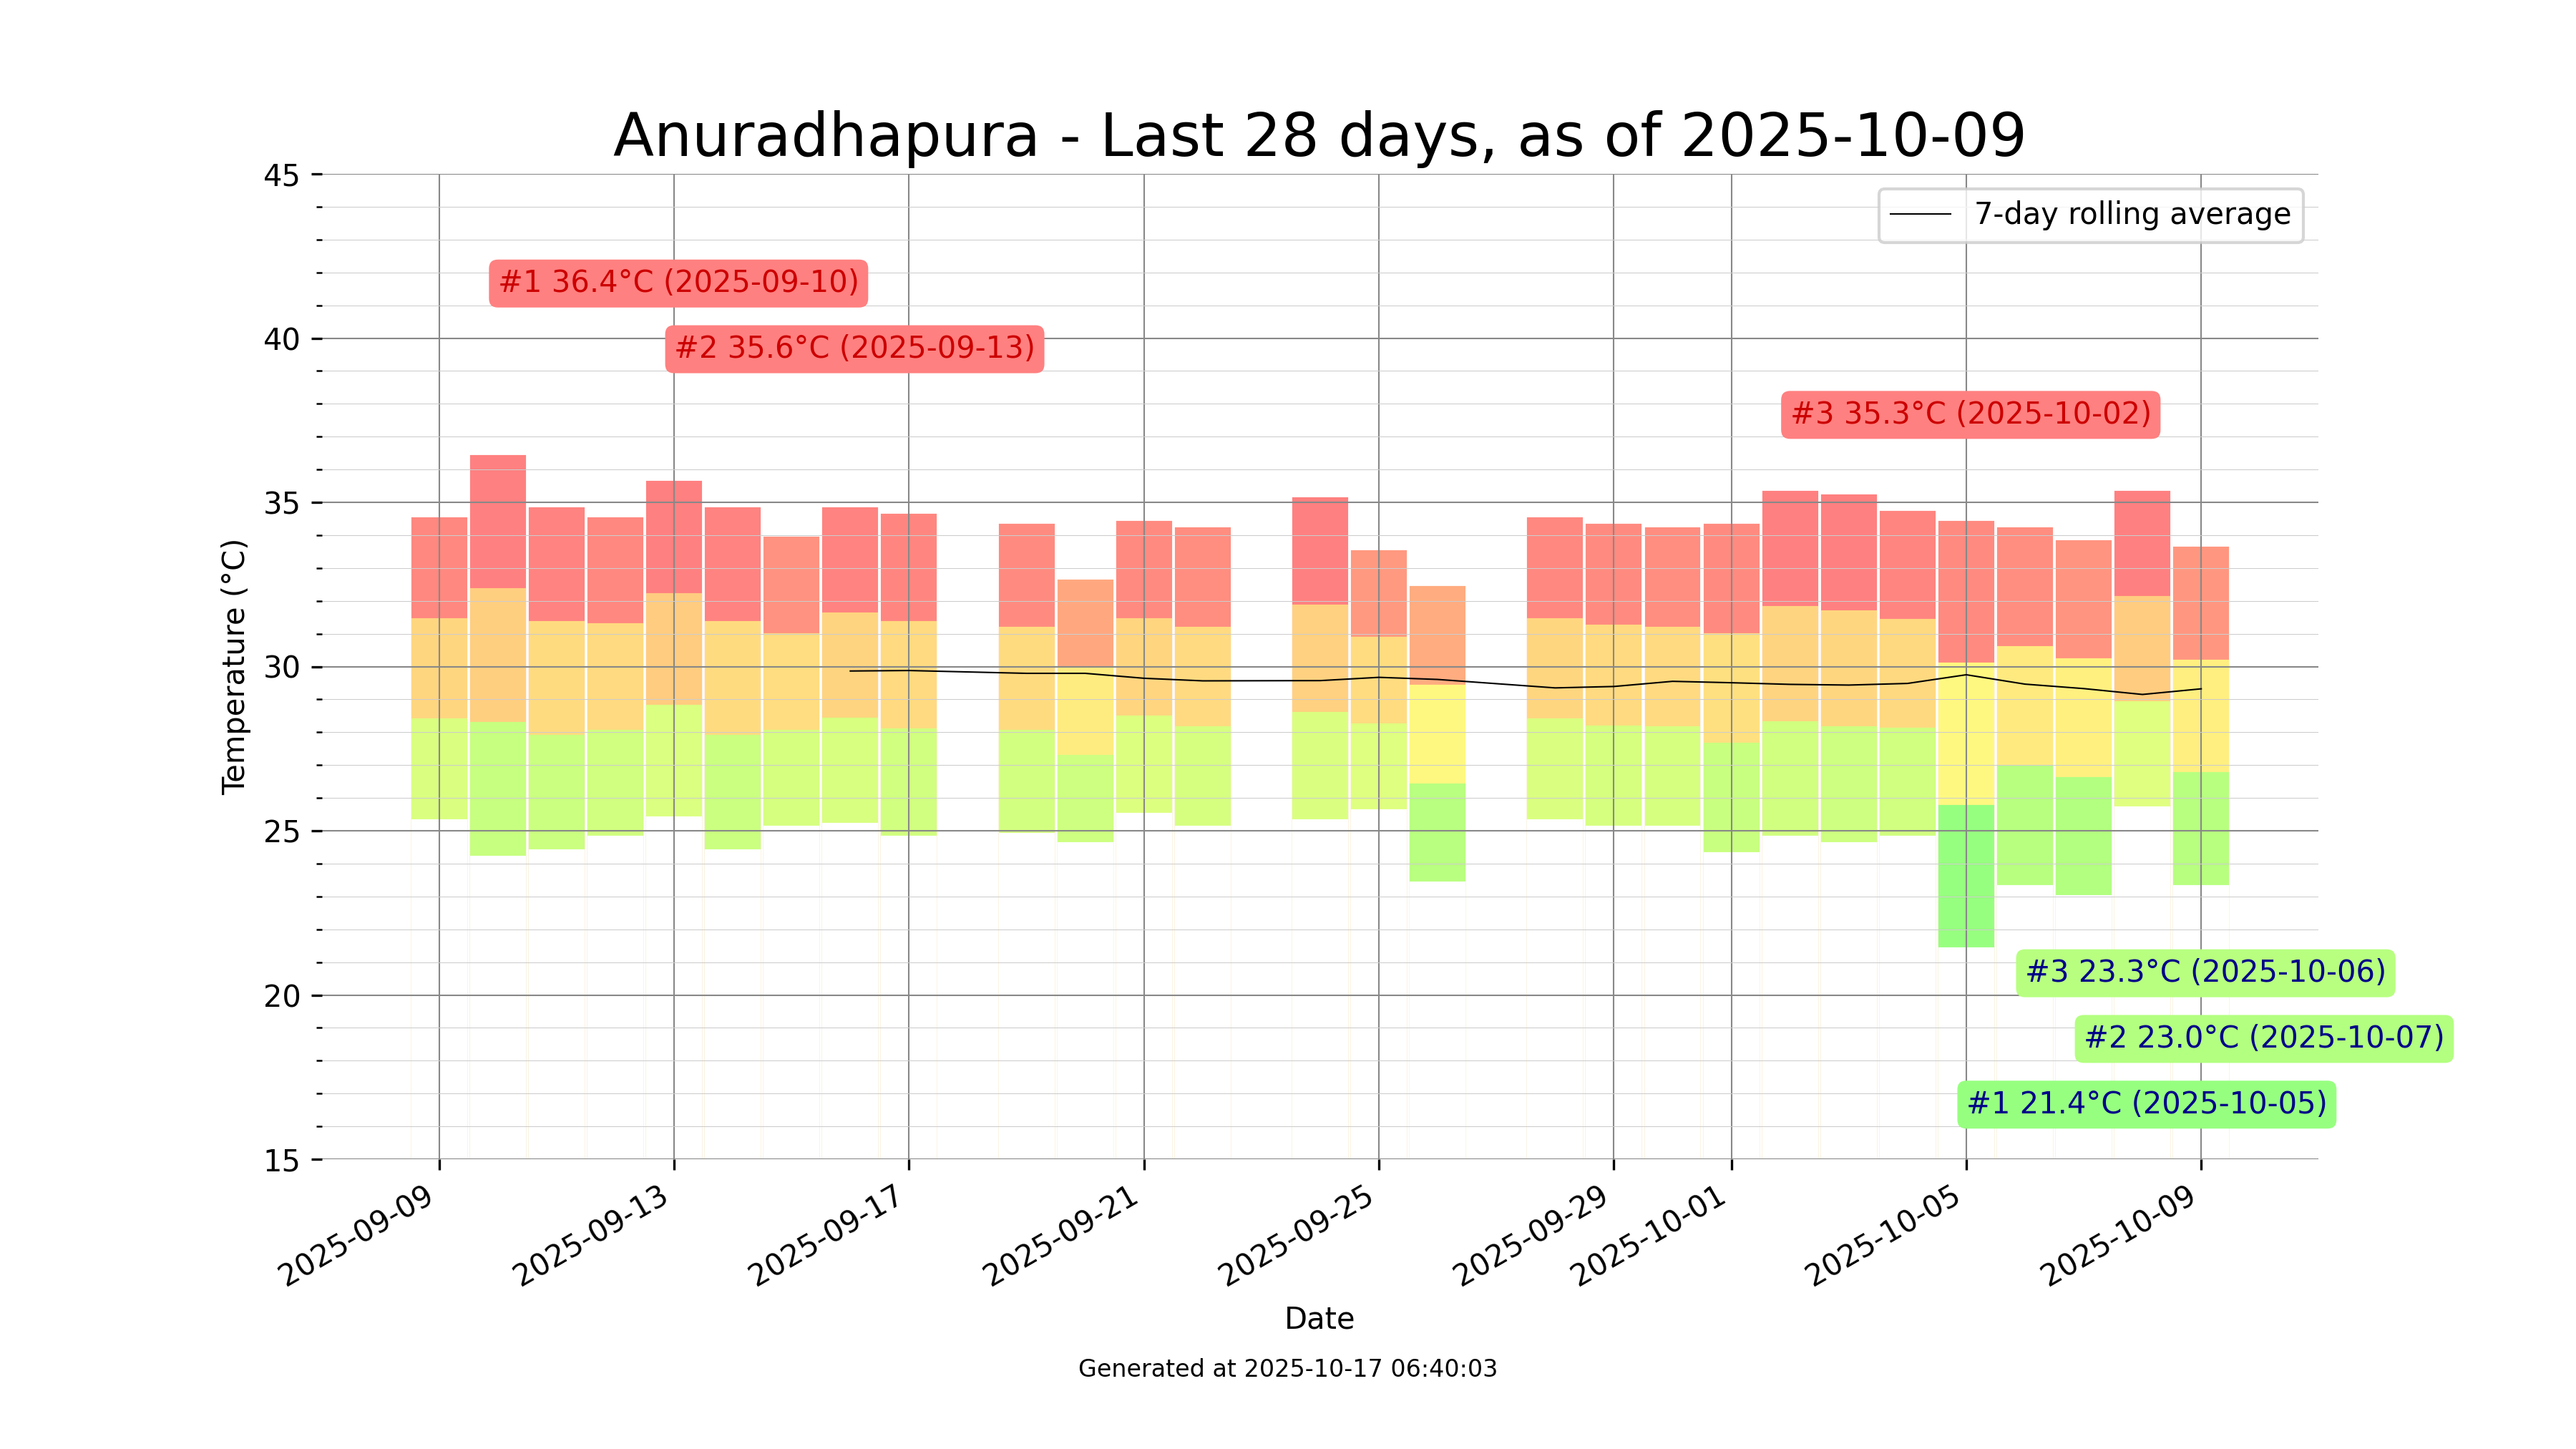 Anuradhapura - Last 28 days, as of 2025-10-09
7-day rolling average
#1 36.4°C (2025-09-10)
#2 35.6°C (2025-09-13)
#3 35.3°C (2025-10-02)
#3 23.3°C (2025-10-06)
#2 23.0°C (2025-10-07)
#1 21.4°C (2025-10-05)
Temperature (°C)
45
40
35
30
25
20
15
2025-09-09
2025-09-13
2025-09-17
2025-09-21
2025-09-25
2025-09-29
2025-10-01
2025-10-05
2025-10-09
Date
Generated at 2025-10-17 06:40:03